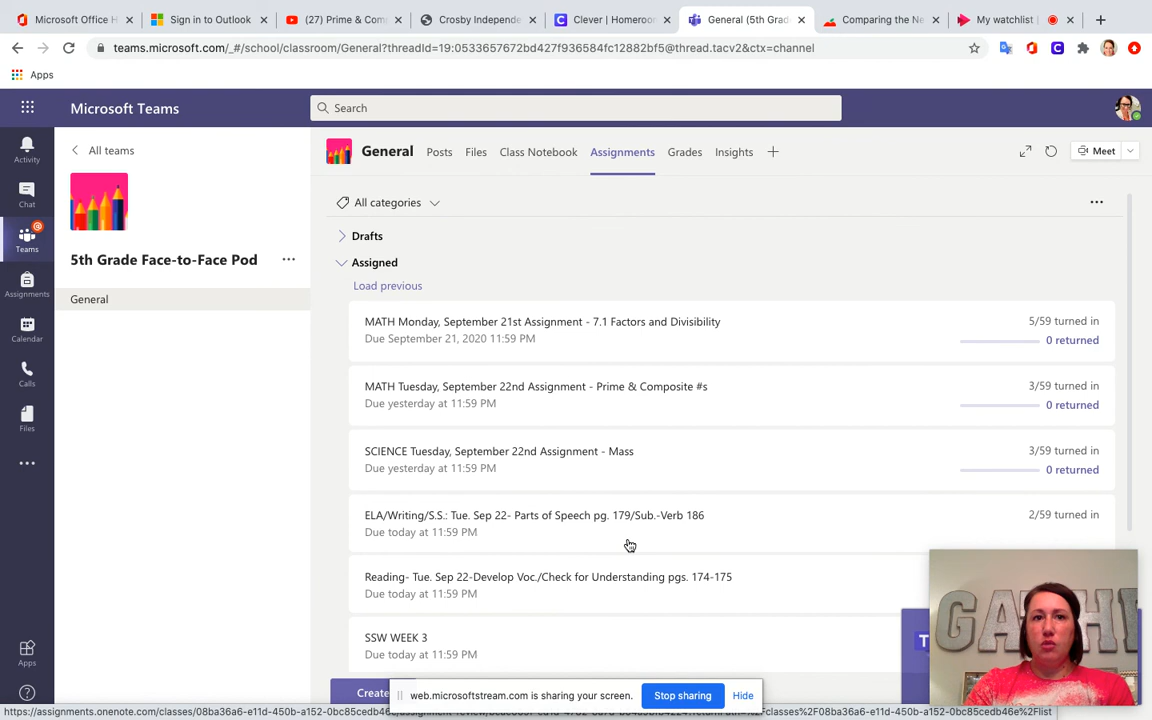 Microsoft Office H
Sign in to Outlook
(27) Prime & Com
Crosby Independe
Clever | Homeroom
General (5th Grade
Comparing the Ne
My watchlist |
teams.microsoft.com/_#/school/classroom/General?threadId=19:0533657672bd427f936584fc12882bf5@thread.tacv2&ctx=channel
Apps
Microsoft Teams
Search
Activity
Chat
Teams
Assignments
Calendar
Calls
Files
Apps
All teams
5th Grade Face-to-Face Pod
General
General
Posts
Files
Class Notebook
Assignments
Grades
Insights
Meet
All categories
Drafts
Assigned
Load previous
MATH Monday, September 21st Assignment - 7.1 Factors and Divisibility
Due September 21, 2020 11:59 PM
5/59 turned in
0 returned
MATH Tuesday, September 22nd Assignment - Prime & Composite #s
Due yesterday at 11:59 PM
3/59 turned in
0 returned
SCIENCE Tuesday, September 22nd Assignment - Mass
Due yesterday at 11:59 PM
3/59 turned in
0 returned
ELA/Writing/S.S.: Tue. Sep 22- Parts of Speech pg. 179/Sub.-Verb 186
Due today at 11:59 PM
2/59 turned in
Reading- Tue. Sep 22-Develop Voc./Check for Understanding pgs. 174-175
Due today at 11:59 PM
SSW WEEK 3
Due today at 11:59 PM
Create
web.microsoftstream.com is sharing your screen.
Stop sharing
Hide
GATH